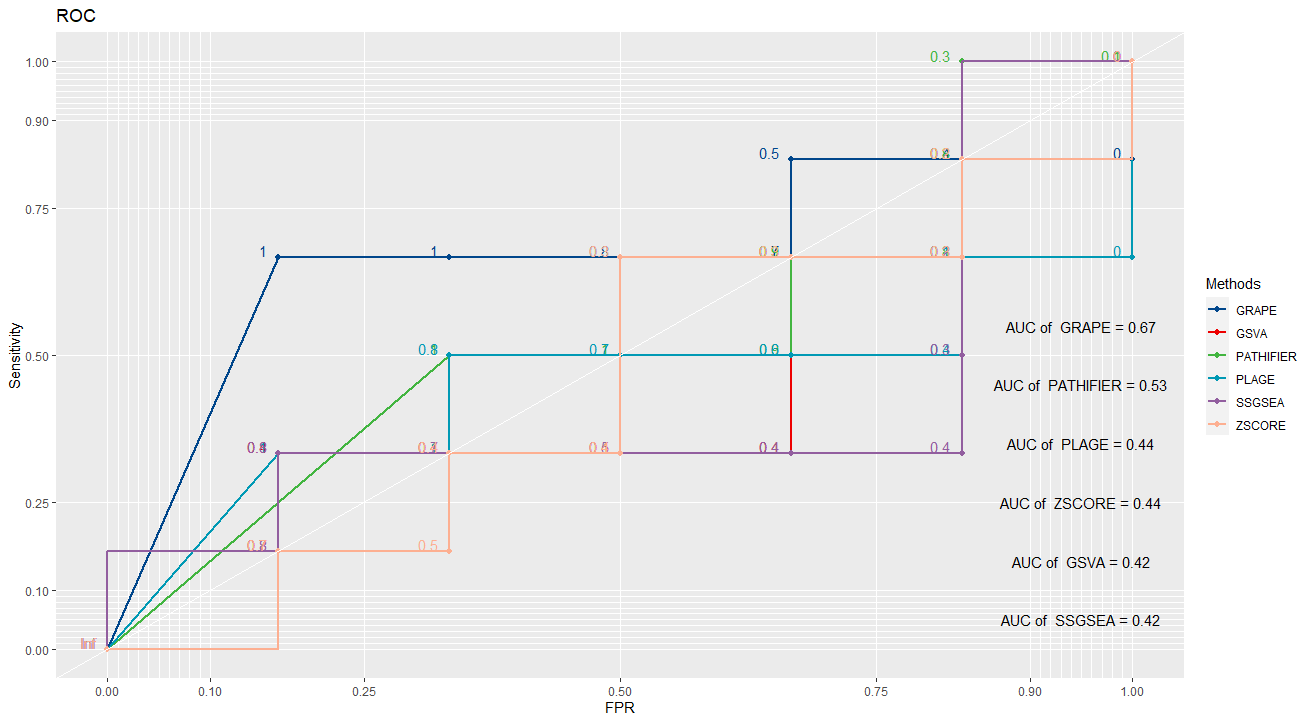 ROC
1.00
0.90
0.75
0.50
0.25
0.10
0.00
Sensitivity
0.3
0.5
0
1
1
0
0.5
0.4
0.4
AUC of GRAPE = 0.67
AUC of PATHIFIER = 0.53
AUC of PLAGE = 0.44
AUC of ZSCORE = 0.44
AUC of GSVA = 0.42
AUC of SSGSEA = 0.42
0.00
0.10
0.25
0.50
0.75
0.90
1.00
FPR
Methods
GRAPE
GSVA
PATHIFIER
PLAGE
SSGSEA
ZSCORE